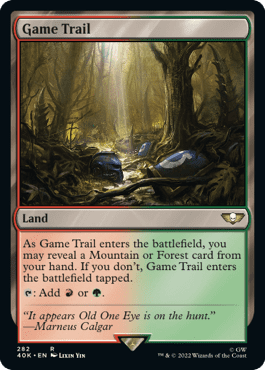 Game Trail
Land
As Game Trail enters the battlefield, you
may reveal a Mountain or Forest card from
your hand. If you don't, Game Trail enters
the battlefield tapped.
: Add or .
"It appears Old One Eye is on the hunt."
—Marneus Calgar
282 R © GW
40K • EN Lixin Yin ™ & © 2022 Wizards of the Coast